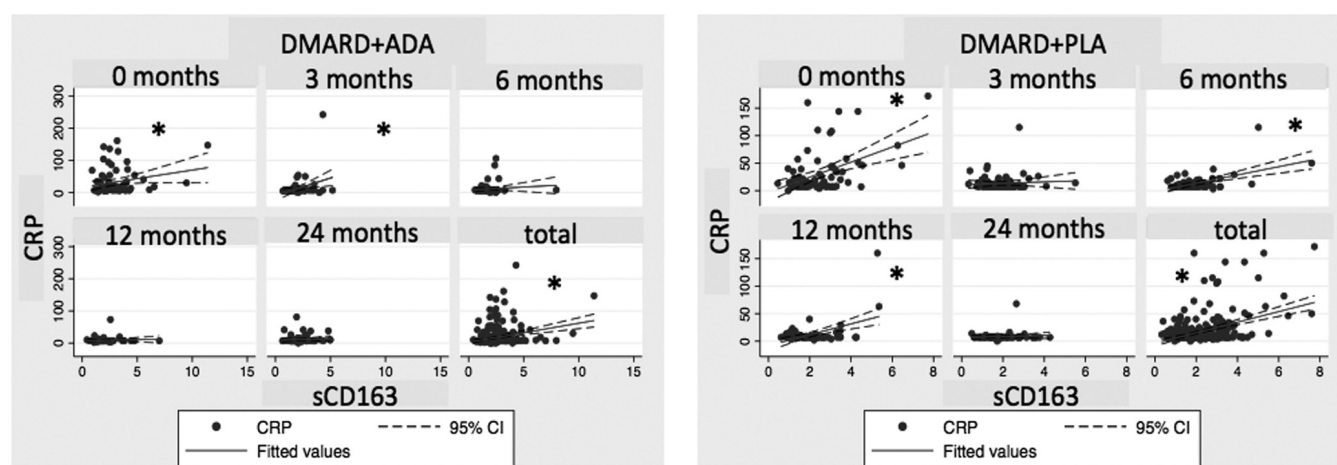 DMARD+ADA
0 months 3 months 6 months
300
200
100
0
* *
12 months 24 months total
300
200
100
0
*
CRP
0 5 10 15 0 5 10 15 0 5 10 15
sCD163
CRP 95% CI
Fitted values
DMARD+PLA
0 months 3 months 6 months
150
100
50
0
* *
12 months 24 months total
150
100
50
0
* *
CRP
0 2 4 6 8 0 2 4 6 8 0 2 4 6 8
sCD163
CRP 95% CI
Fitted values